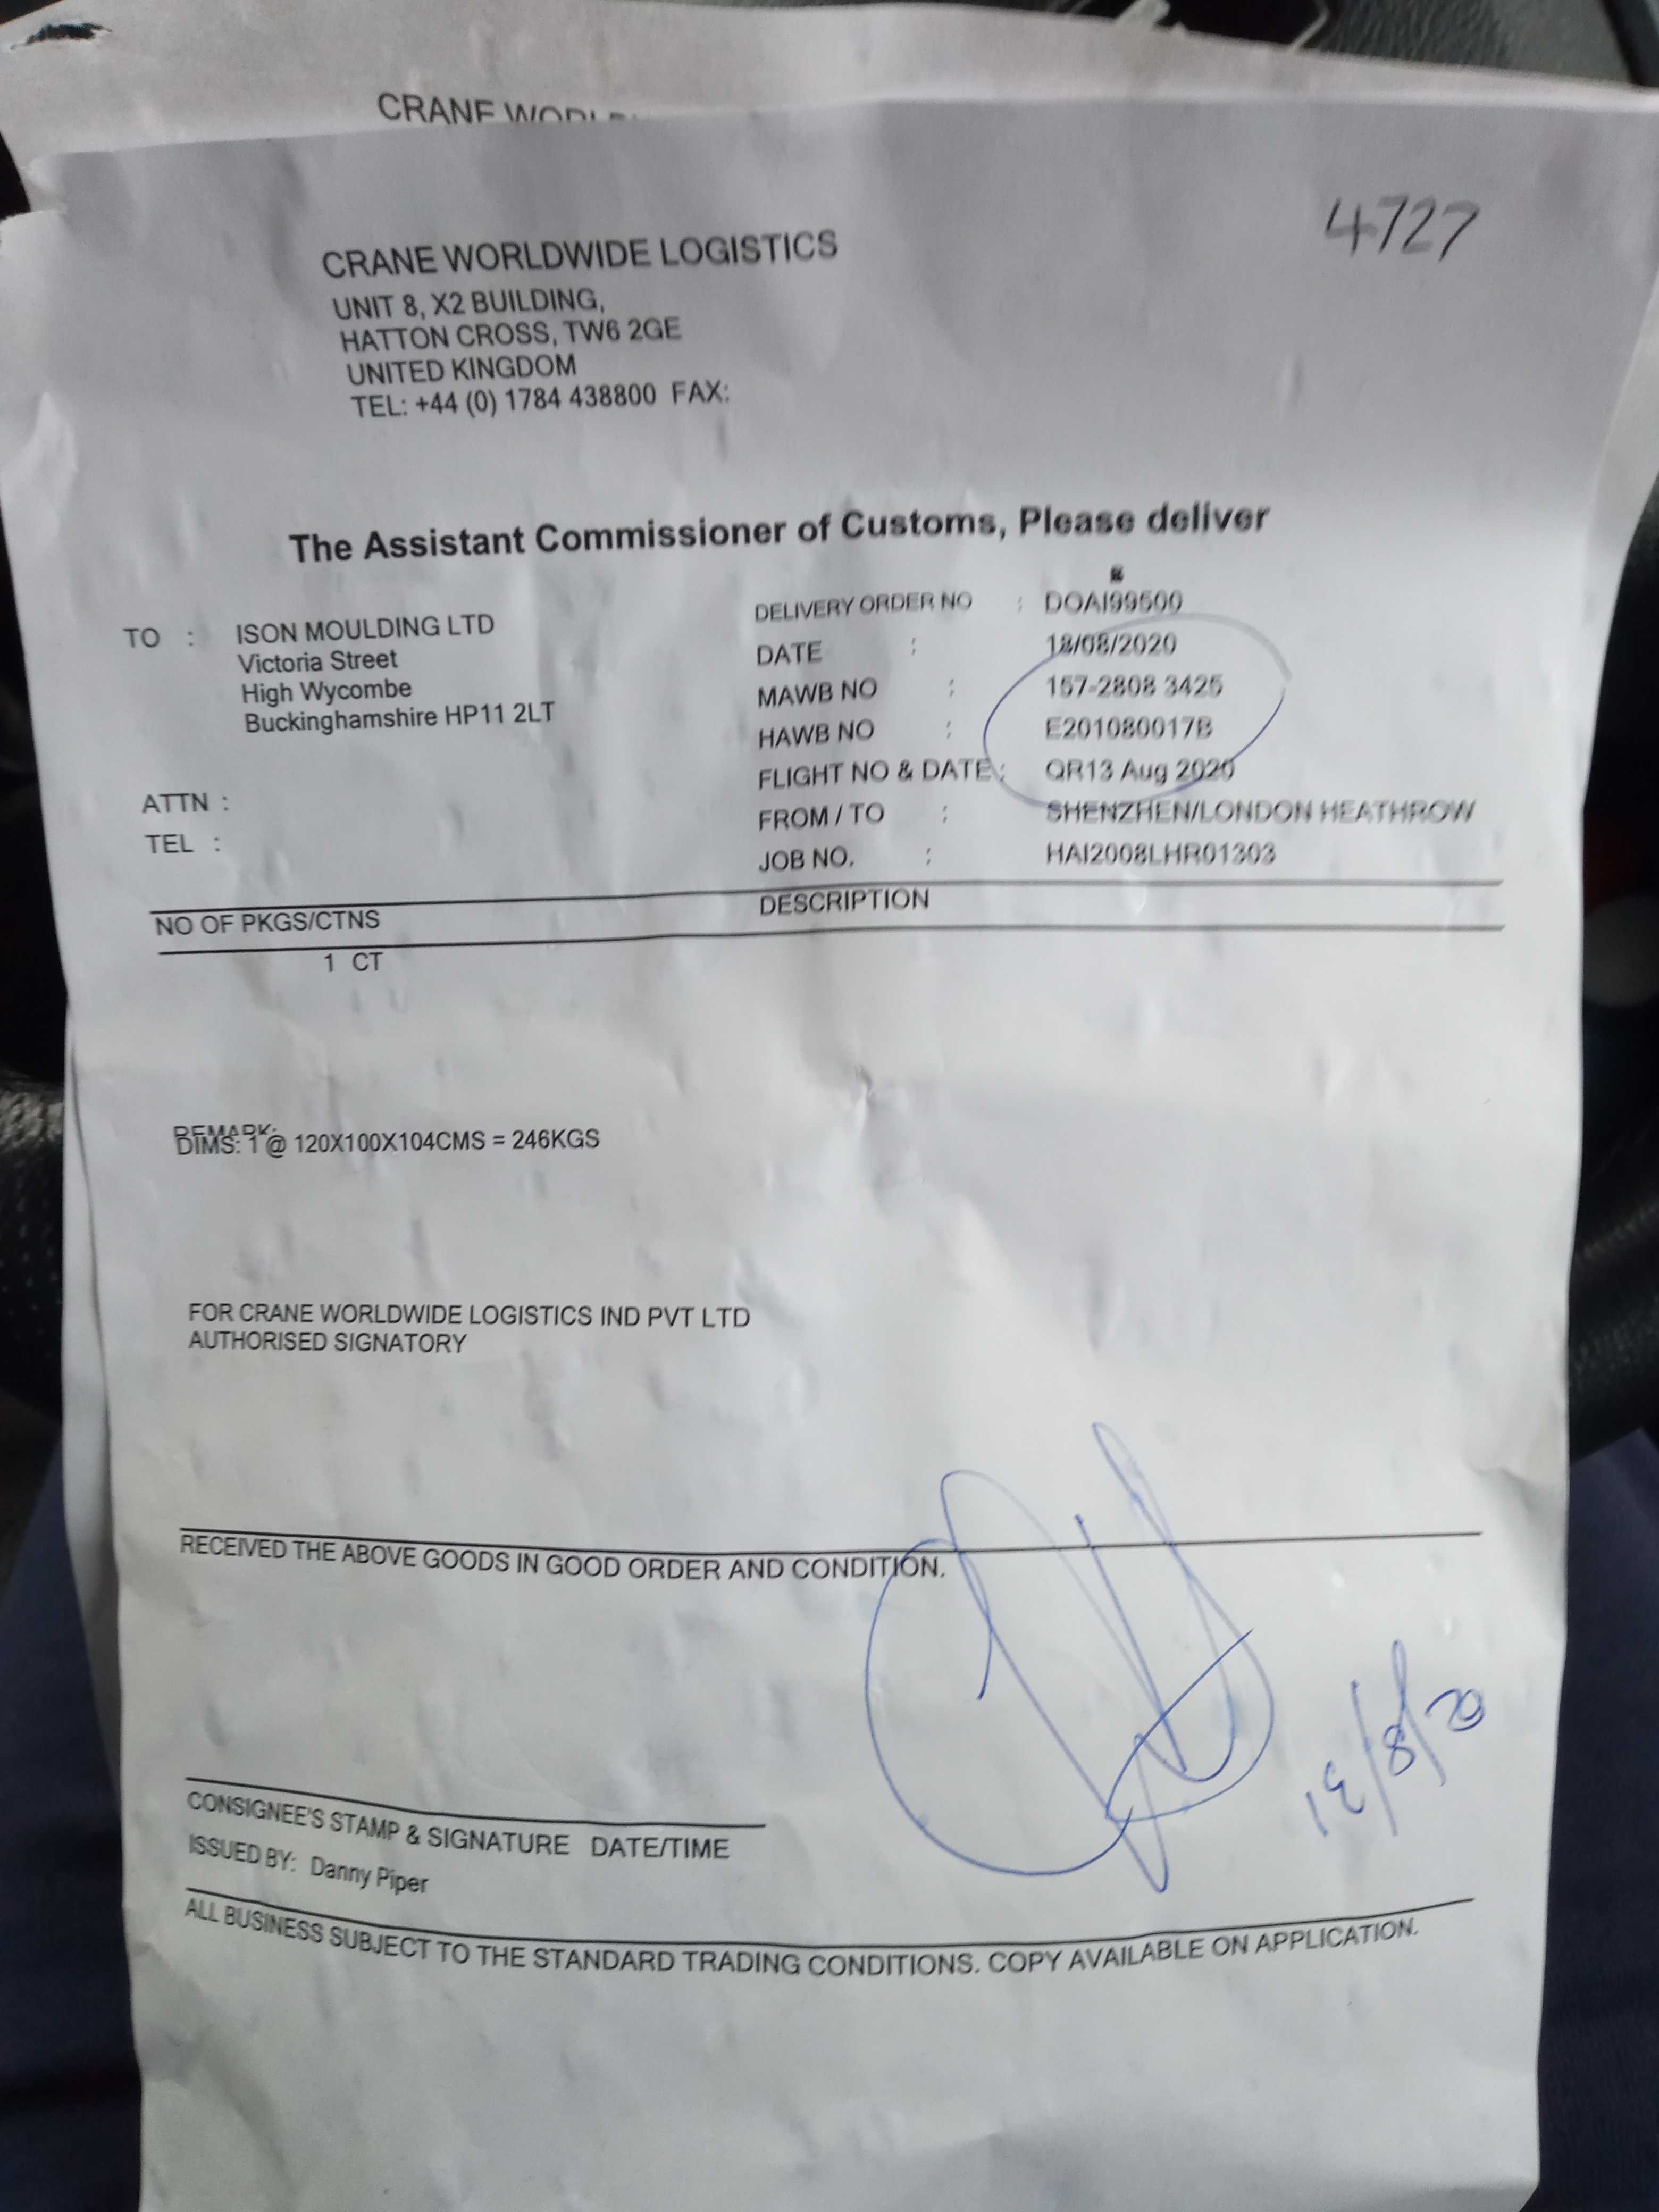 CRANE WORL
4727
CRANE WORLDWIDE LOGISTICS
UNIT 8, X2 BUILDING,
HATTON CROSS, TW6 2GE
UNITED KINGDOM
TEL: +44 (0) 1784 438800 FAX:
The Assistant Commissioner of Customs, Please deliver
TO : ISON MOULDING LTD
Victoria Street
High Wycombe
Buckinghamshire HP11 2LT
ATTN :
TEL :
DELIVERY ORDER NO : DOAI99500
DATE : 18/08/2020
MAWB NO : 157-2808 3425
HAWB NO : E201080017B
FLIGHT NO & DATE : QR13 Aug 2020
FROM / TO : SHENZHEN/LONDON HEATHROW
JOB NO. : HAI2008LHR01303
NO OF PKGS/CTNS DESCRIPTION
1 CT
REMARK:
DIMS: 1 @ 120X100X104CMS = 246KGS
FOR CRANE WORLDWIDE LOGISTICS IND PVT LTD
AUTHORISED SIGNATORY
RECEIVED THE ABOVE GOODS IN GOOD ORDER AND CONDITION.
CONSIGNEE'S STAMP & SIGNATURE DATE/TIME
ISSUED BY: Danny Piper
ALL BUSINESS SUBJECT TO THE STANDARD TRADING CONDITIONS. COPY AVAILABLE ON APPLICATION.